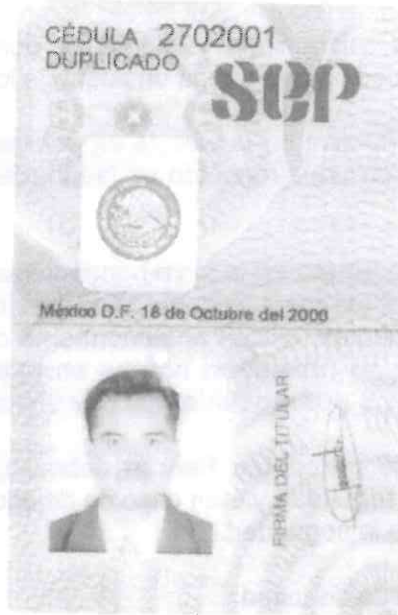 CÉDULA 2702001
DUPLICADO
sep
México D.F. 18 de Octubre del 2000
FIRMA DEL TITULAR